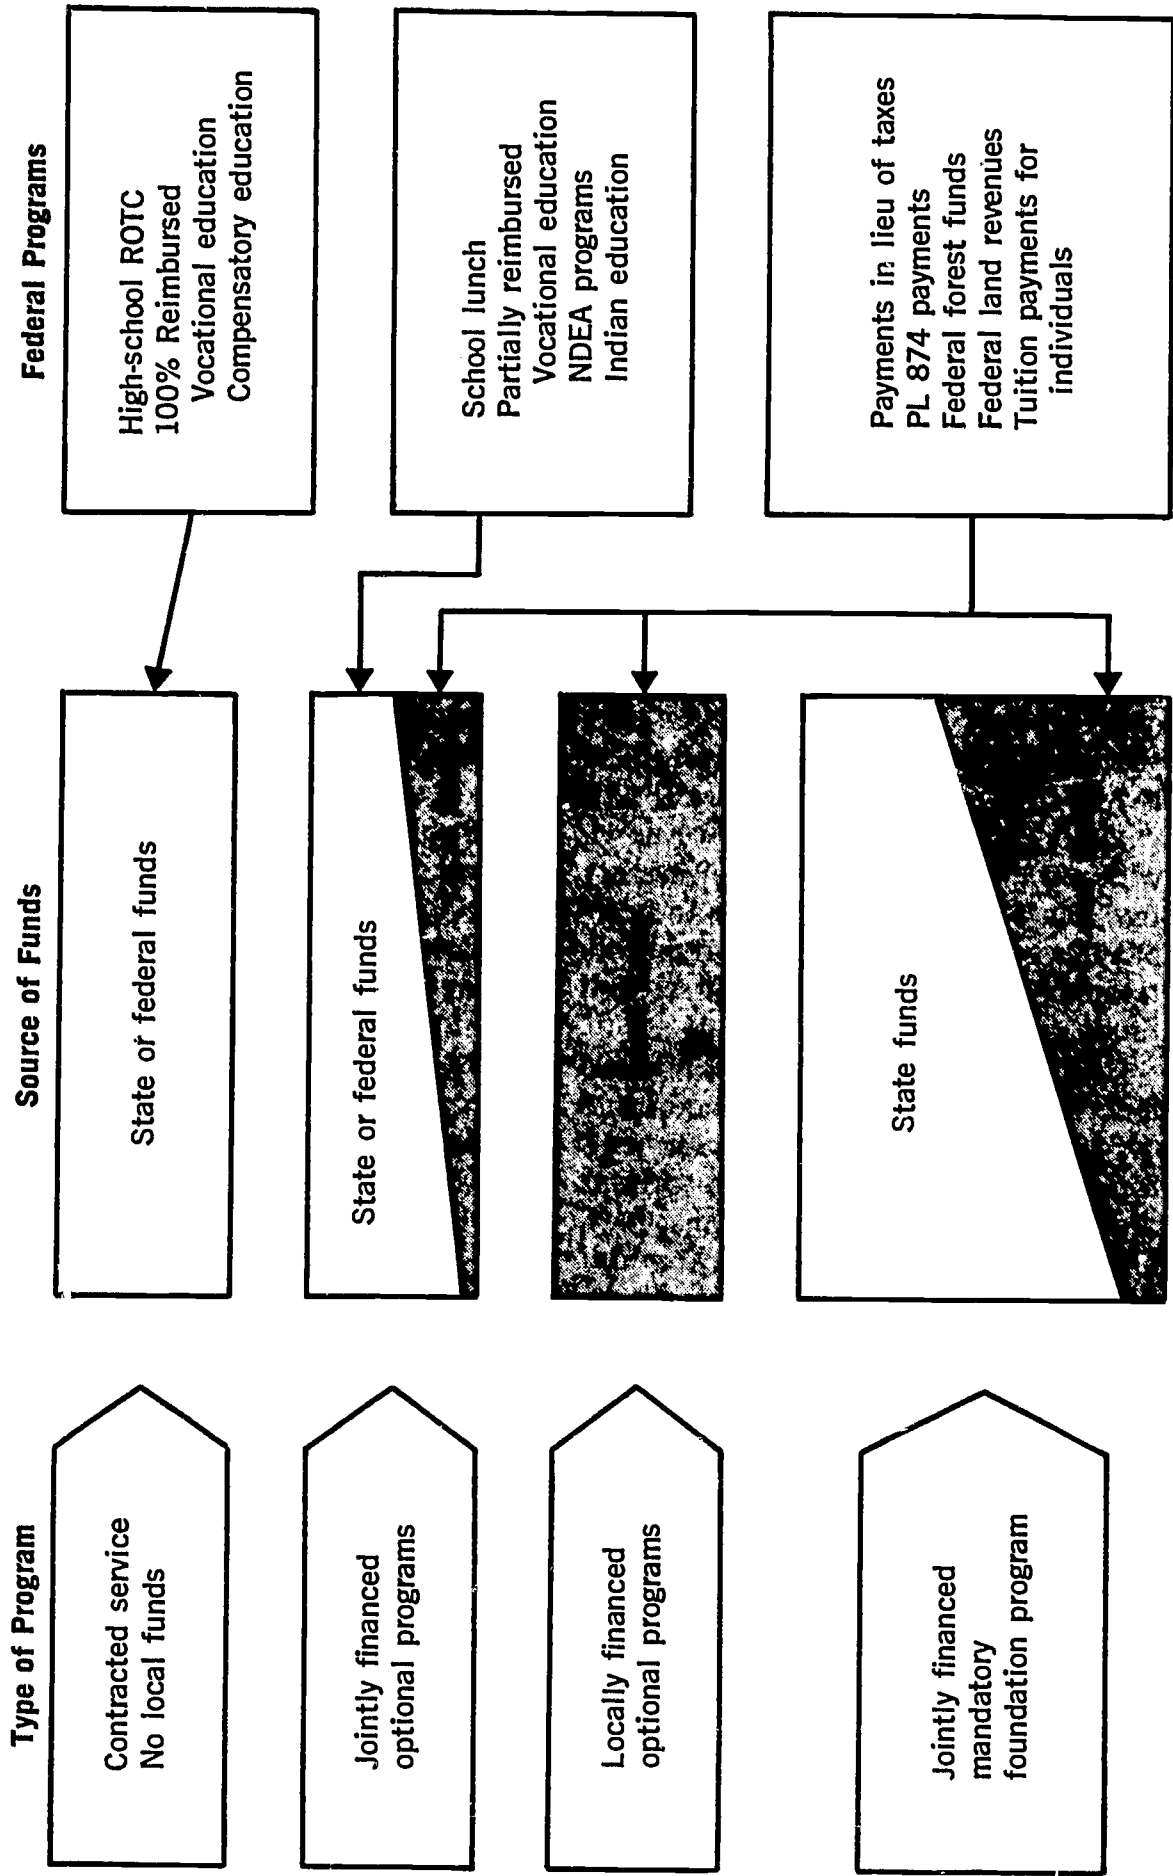 Type of Program
Source of Funds
Federal Programs
Contracted service
No local funds
State or federal funds
High-school ROTC
100% Reimbursed
Vocational education
Compensatory education
Jointly financed
optional programs
State or federal funds
School lunch
Partially reimbursed
Vocational education
NDEA programs
Indian education
Locally financed
optional programs
Payments in lieu of taxes
PL 874 payments
Federal forest funds
Federal land revenues
Tuition payments for
individuals
Jointly financed
mandatory
foundation program
State funds